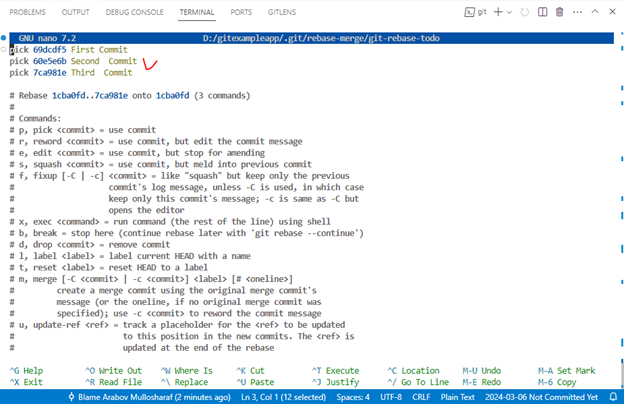 PROBLEMS OUTPUT DEBUG CONSOLE TERMINAL PORTS GITLENS git
GNU nano 7.2 D:/gitexampleapp/.git/rebase-merge/git-rebase-todo
pick 69dcdf5 First Commit
pick 60e5e6b Second  Commit
pick 7ca981e Third  Commit
# Rebase 1cba0fd..7ca981e onto 1cba0fd (3 commands)
#
# Commands:
# p, pick <commit> = use commit
# r, reword <commit> = use commit, but edit the commit message
# e, edit <commit> = use commit, but stop for amending
# s, squash <commit> = use commit, but meld into previous commit
# f, fixup [-C | -c] <commit> = like "squash" but keep only the previous
#                    commit's log message, unless -C is used, in which case
#                    keep only this commit's message; -c is same as -C but
#                    opens the editor
# x, exec <command> = run command (the rest of the line) using shell
# b, break = stop here (continue rebase later with 'git rebase --continue')
# d, drop <commit> = remove commit
# l, label <label> = label current HEAD with a name
# t, reset <label> = reset HEAD to a label
# m, merge [-C <commit> | -c <commit>] <label> [# <oneline>]
#         create a merge commit using the original merge commit's
#         message (or the oneline, if no original merge commit was
#         specified); use -c <commit> to reword the commit message
# u, update-ref <ref> = track a placeholder for the <ref> to be updated
#                       to this position in the new commits. The <ref> is
#                       updated at the end of the rebase
^G Help ^O Write Out ^W Where Is ^K Cut ^T Execute ^C Location M-U Undo M-A Set Mark
^X Exit ^R Read File ^\ Replace ^U Paste ^J Justify ^/ Go To Line M-E Redo M-6 Copy
Blame Arabov Mullosharaf (2 minutes ago) Ln 3, Col 1 (12 selected) Spaces: 4 UTF-8 CRLF Plain Text 2024-03-06 Not Committed Yet